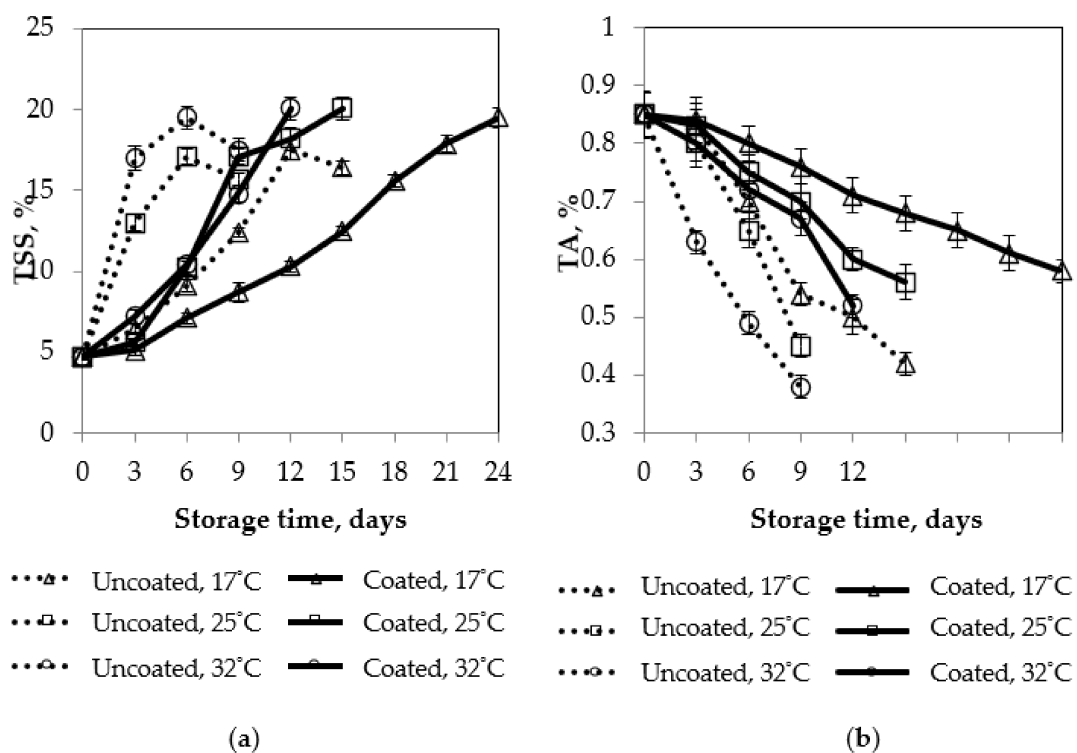 25
20
15
10
5
0
TSS, %
0 3 6 9 12 15 18 21 24
Storage time, days
Uncoated, 17°C Coated, 17°C
Uncoated, 25°C Coated, 25°C
Uncoated, 32°C Coated, 32°C
(a)
1
0.9
0.8
0.7
0.6
0.5
0.4
0.3
TA, %
0 3 6 9 12
Storage time, days
Uncoated, 17°C Coated, 17°C
Uncoated, 25°C Coated, 25°C
Uncoated, 32°C Coated, 32°C
(b)